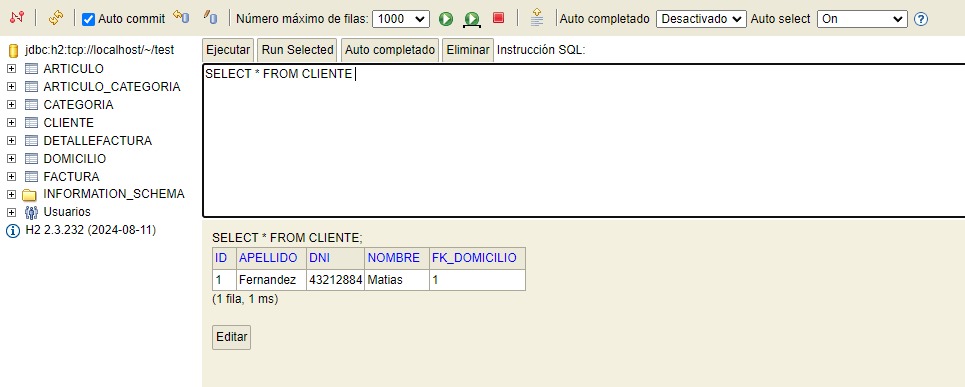 Auto commit Número máximo de filas: 1000 Auto completado Desactivado Auto select On
jdbc:h2:tcp://localhost/~/test
ARTICULO
ARTICULO_CATEGORIA
CATEGORIA
CLIENTE
DETALLEFACTURA
DOMICILIO
FACTURA
INFORMATION_SCHEMA
Usuarios
H2 2.3.232 (2024-08-11)
Ejecutar Run Selected Auto completado Eliminar Instrucción SQL:
SELECT * FROM CLIENTE
SELECT * FROM CLIENTE;
ID APELLIDO DNI NOMBRE FK_DOMICILIO
1 Fernandez 43212884 Matias 1
(1 fila, 1 ms)
Editar